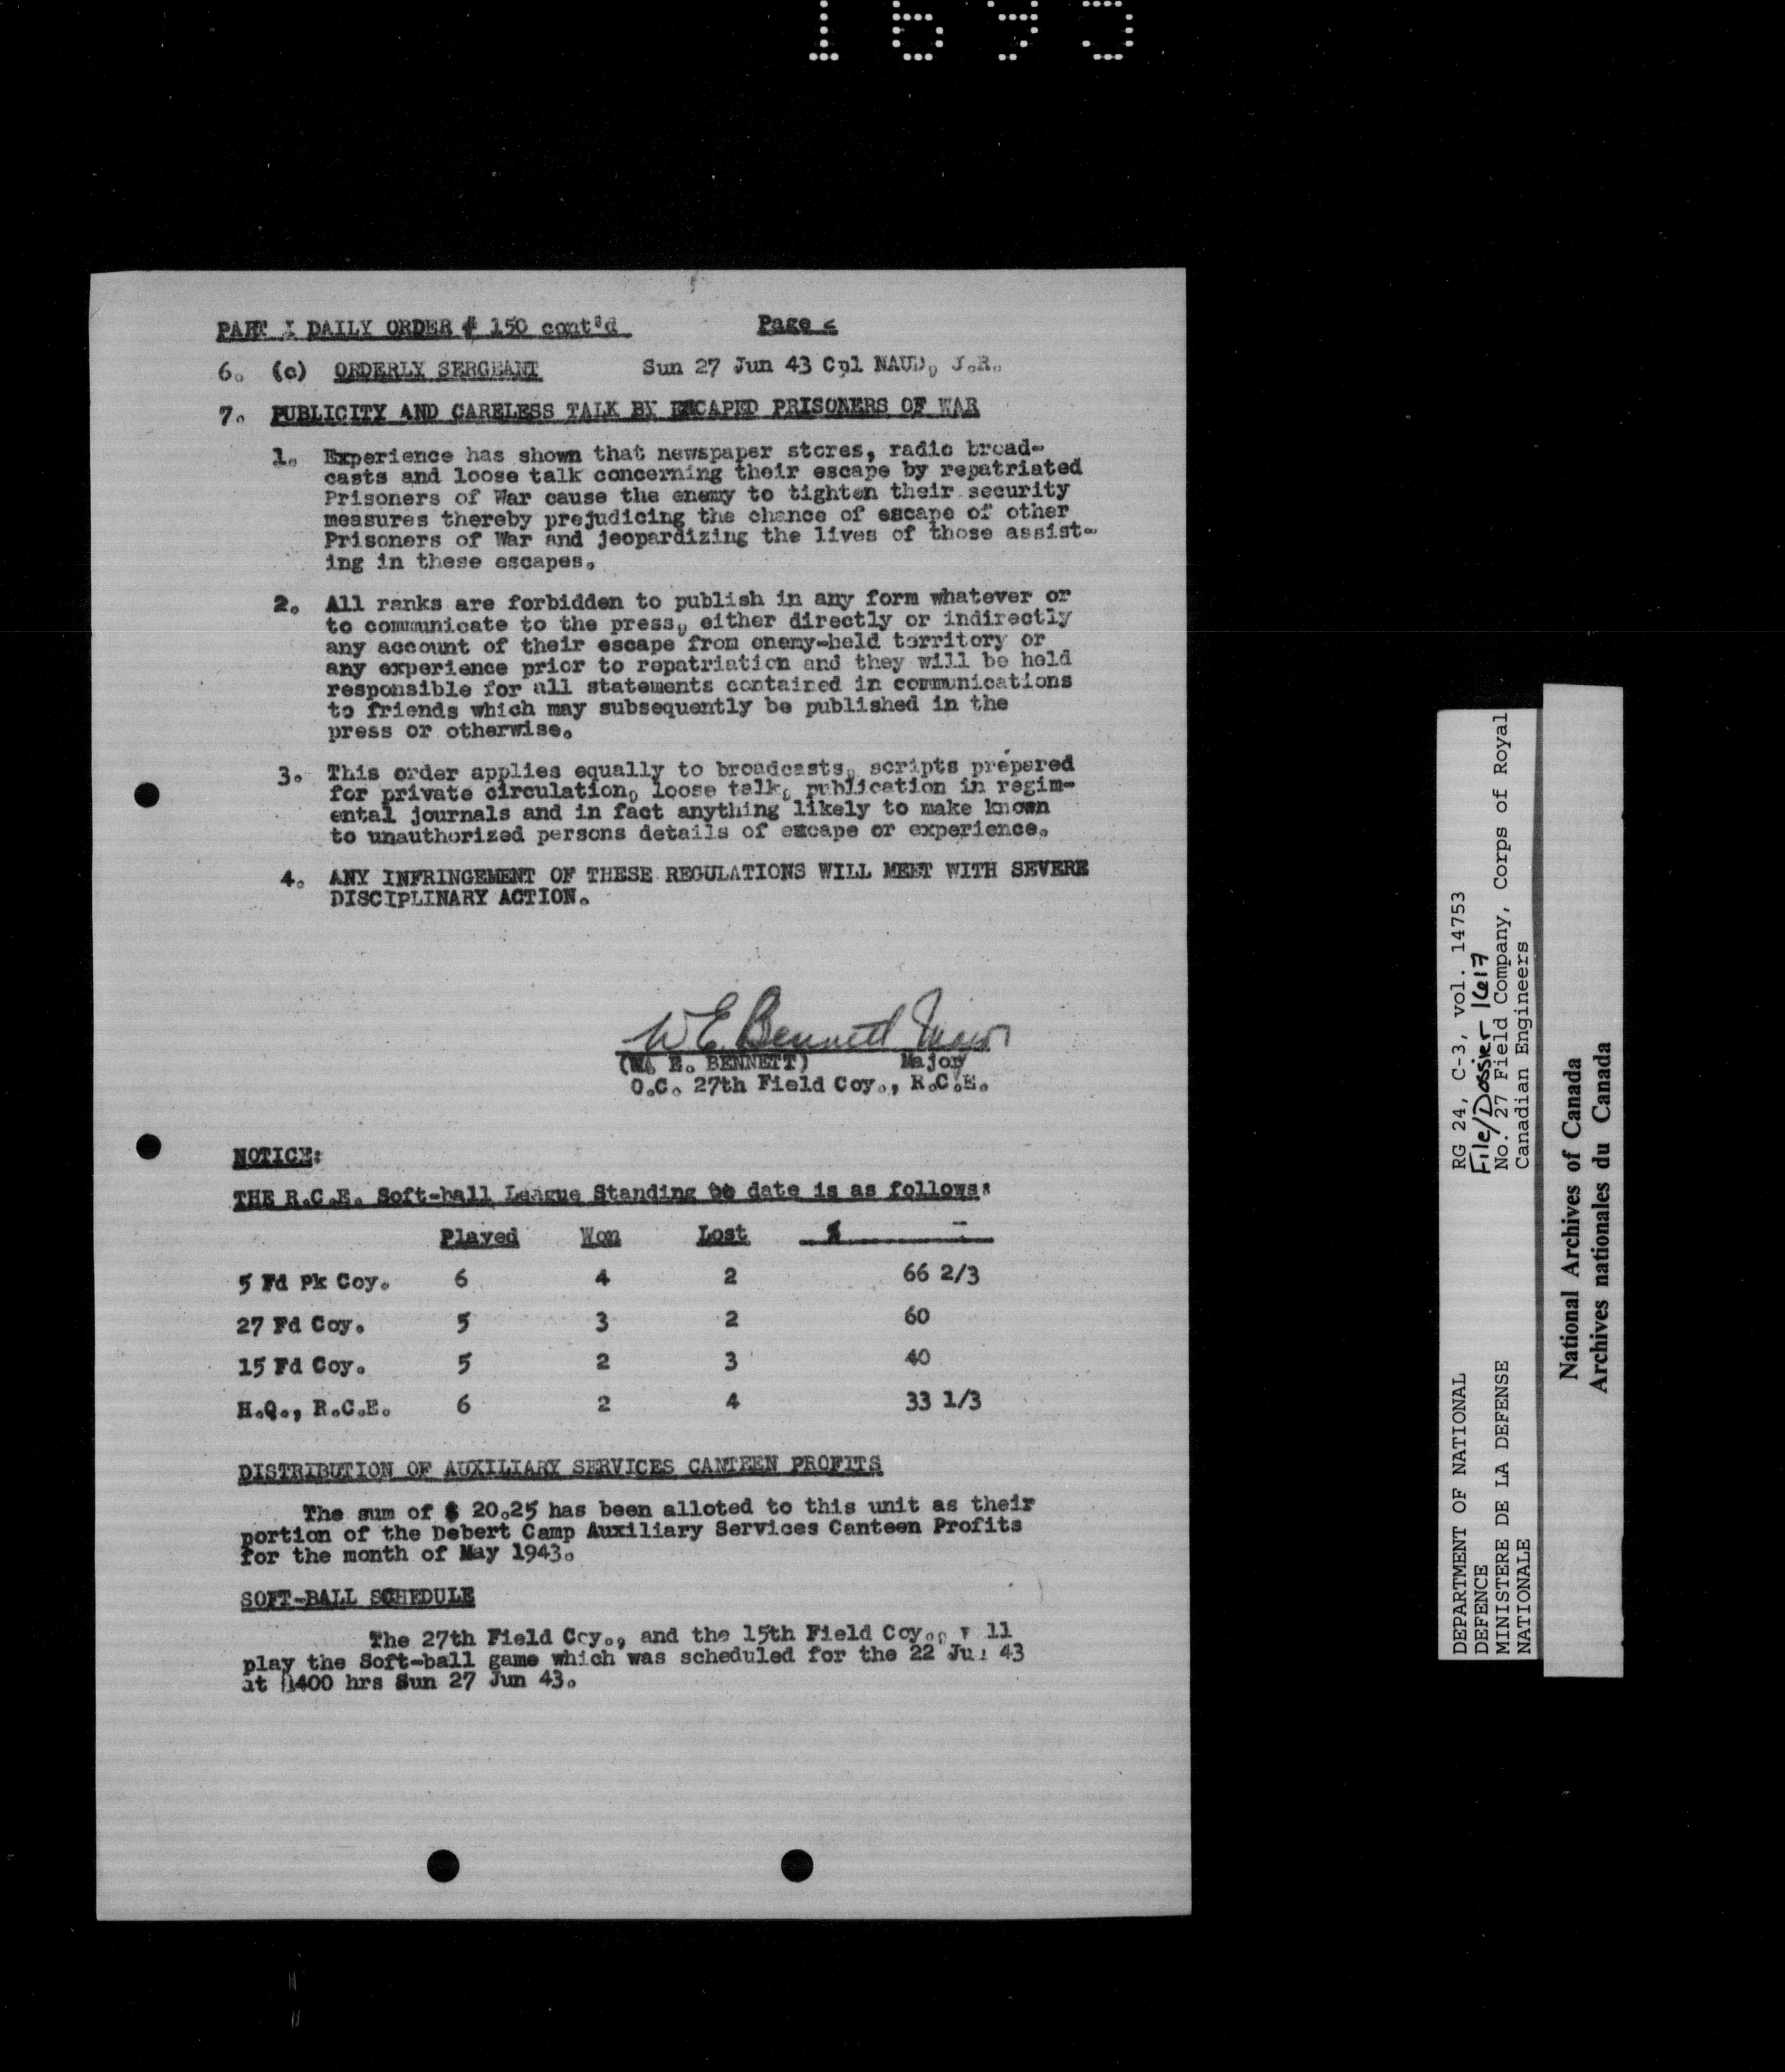 1695
PART I DAILY ORDER # 150 cont'd Page 2
6. (c) ORDERLY SERGEANT Sun 27 Jun 43 Cpl NAUD, J.R.
7. PUBLICITY AND CARELESS TALK BY ESCAPED PRISONERS OF WAR
1. Experience has shown that newspaper stores, radio broad-
casts and loose talk concerning their escape by repatriated
Prisoners of War cause the enemy to tighten their security
measures thereby prejudicing the chance of escape of other
Prisoners of War and jeopardizing the lives of those assist-
ing in these escapes.
2. All ranks are forbidden to publish in any form whatever or
to communicate to the press, either directly or indirectly
any account of their escape from enemy-held territory or
any experience prior to repatriation and they will be held
responsible for all statements contained in communications
to friends which may subsequently be published in the
press or otherwise.
3. This order applies equally to broadcasts, scripts prepared
for private circulation, loose talk, publication in regim-
ental journals and in fact anything likely to make known
to unauthorized persons details of escape or experience.
4. ANY INFRINGEMENT OF THESE REGULATIONS WILL MEET WITH SEVERE
DISCIPLINARY ACTION.
W E Bennett Major
(W. E. BENNETT) Major
O.C. 27th Field Coy., R.C.E.
NOTICE:
THE R.C.E. Soft-ball League Standing to date is as follows:
Played Won Lost %
5 Fd Pk Coy. 6 4 2 66 2/3
27 Fd Coy. 5 3 2 60
15 Fd Coy. 5 2 3 40
H.Q., R.C.E. 6 2 4 33 1/3
DISTRIBUTION OF AUXILIARY SERVICES CANTEEN PROFITS
The sum of $ 20.25 has been alloted to this unit as their
portion of the Debert Camp Auxiliary Services Canteen Profits
for the month of May 1943.
SOFT-BALL SCHEDULE
The 27th Field Coy., and the 15th Field Coy., will
play the Soft-ball game which was scheduled for the 22 Jun 43
at 1400 hrs Sun 27 Jun 43.
RG 24, C-3, vol. 14753
File/Dossier 1617
No. 27 Field Company, Corps of Royal
Canadian Engineers
DEPARTMENT OF NATIONAL
DEFENCE
MINISTERE DE LA DEFENSE
NATIONALE
National Archives of Canada
Archives nationales du Canada